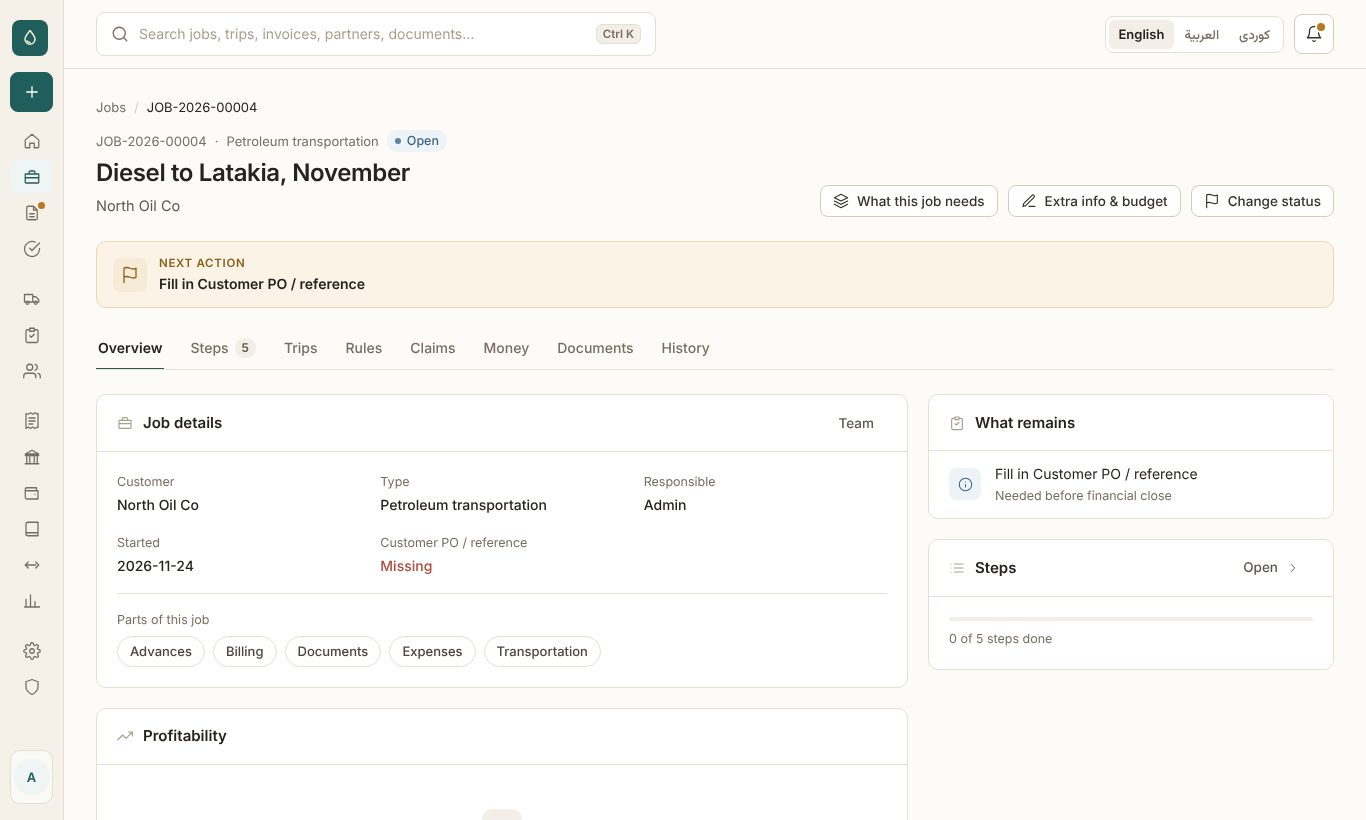 Search jobs, trips, invoices, partners, documents...
Ctrl K
English
العربية
کوردی
Jobs / JOB-2026-00004
JOB-2026-00004 · Petroleum transportation
Open
Diesel to Latakia, November
North Oil Co
What this job needs
Extra info & budget
Change status
NEXT ACTION
Fill in Customer PO / reference
Overview
Steps 5
Trips
Rules
Claims
Money
Documents
History
Job details
Team
Customer
North Oil Co
Type
Petroleum transportation
Responsible
Admin
Started
2026-11-24
Customer PO / reference
Missing
Parts of this job
Advances
Billing
Documents
Expenses
Transportation
What remains
Fill in Customer PO / reference
Needed before financial close
Steps
Open
0 of 5 steps done
Profitability
A